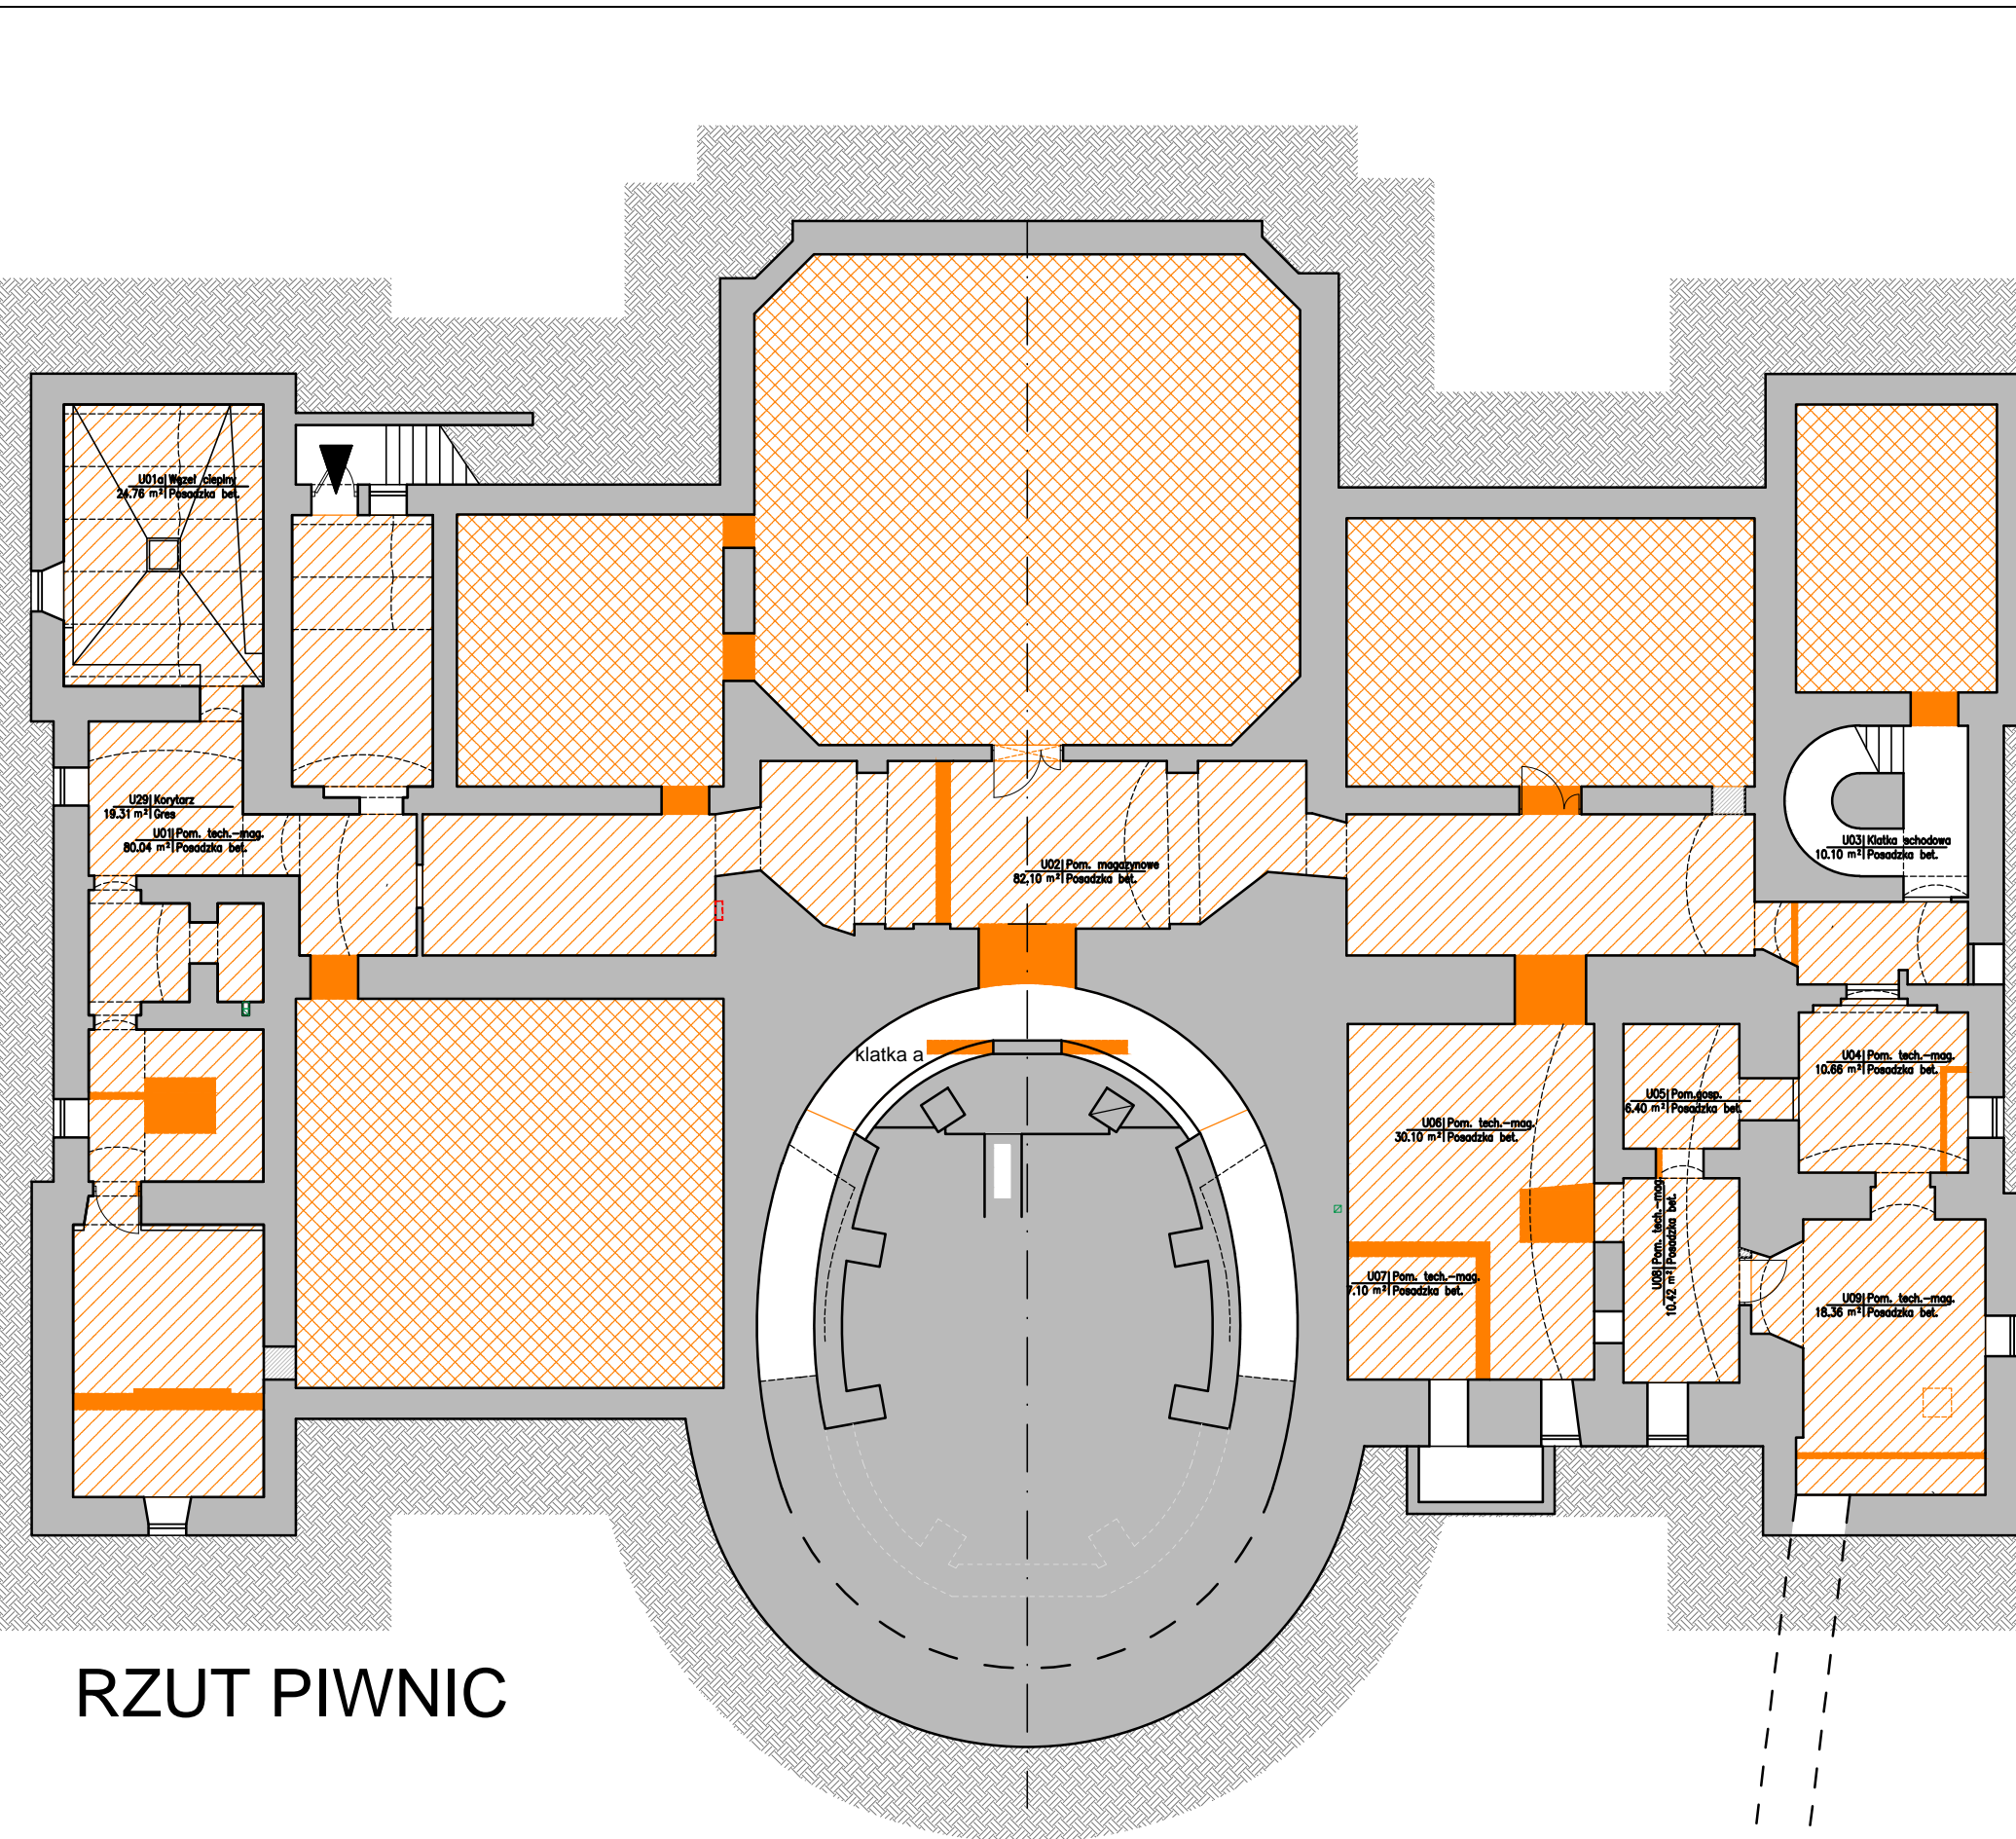 U01a| Węzeł cieplny
24.76 m²| Posadzka bet.
U29| Korytarz
19.31 m²| Gres
U01| Pom. tech.-mag.
80.04 m²| Posadzka bet.
U02| Pom. magazynowe
82,10 m²| Posadzka bet.
U03| Klatka schodowa
10.10 m²| Posadzka bet.
klatka a
U04| Pom. tech.-mag.
10.66 m²| Posadzka bet.
U05| Pom.gosp.
6.40 m²| Posadzka bet.
U06| Pom. tech.-mag.
30.10 m²| Posadzka bet.
U07| Pom. tech.-mag.
7.10 m²| Posadzka bet.
U08| Pom. tech.-mag.
10.42 m²| Posadzka bet.
U09| Pom. tech.-mag.
18.36 m²| Posadzka bet.
RZUT PIWNIC